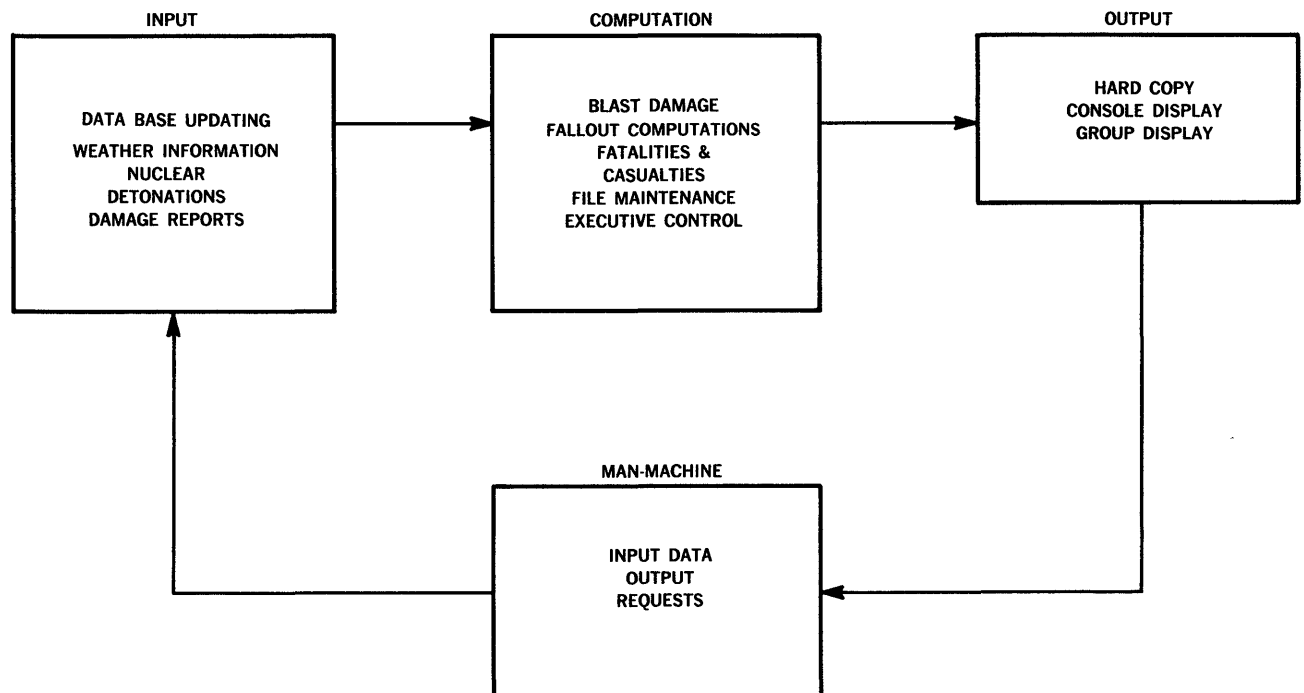 INPUT
DATA BASE UPDATING
WEATHER INFORMATION
NUCLEAR
DETONATIONS
DAMAGE REPORTS
COMPUTATION
BLAST DAMAGE
FALLOUT COMPUTATIONS
FATALITIES &
CASUALTIES
FILE MAINTENANCE
EXECUTIVE CONTROL
OUTPUT
HARD COPY
CONSOLE DISPLAY
GROUP DISPLAY
MAN-MACHINE
INPUT DATA
OUTPUT
REQUESTS